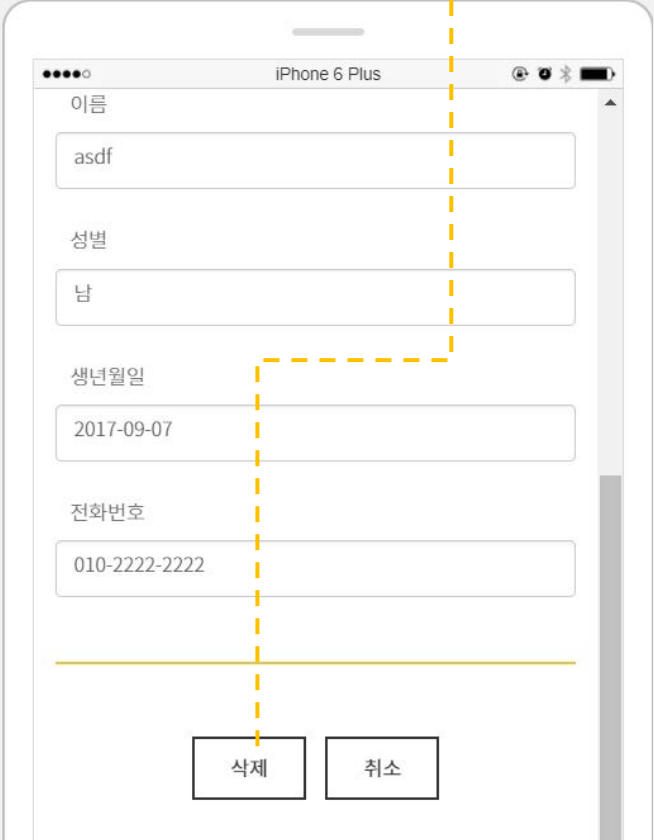 iPhone 6 Plus
이름
asdf
성별
남
생년월일
2017-09-07
전화번호
010-2222-2222
삭제 취소